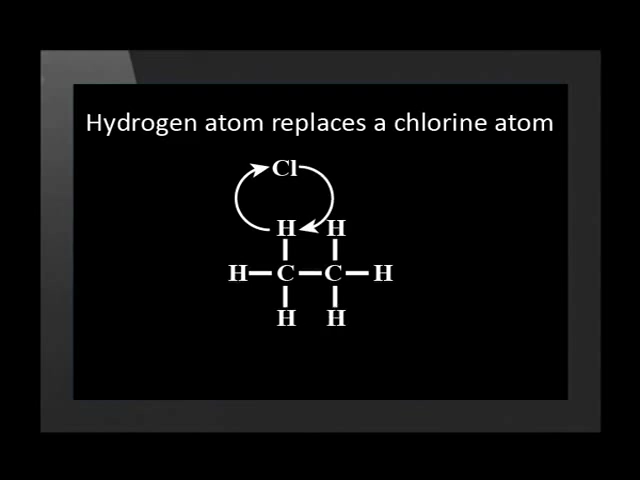 Hydrogen atom replaces a chlorine atom
Cl
H H
H C C H
H H